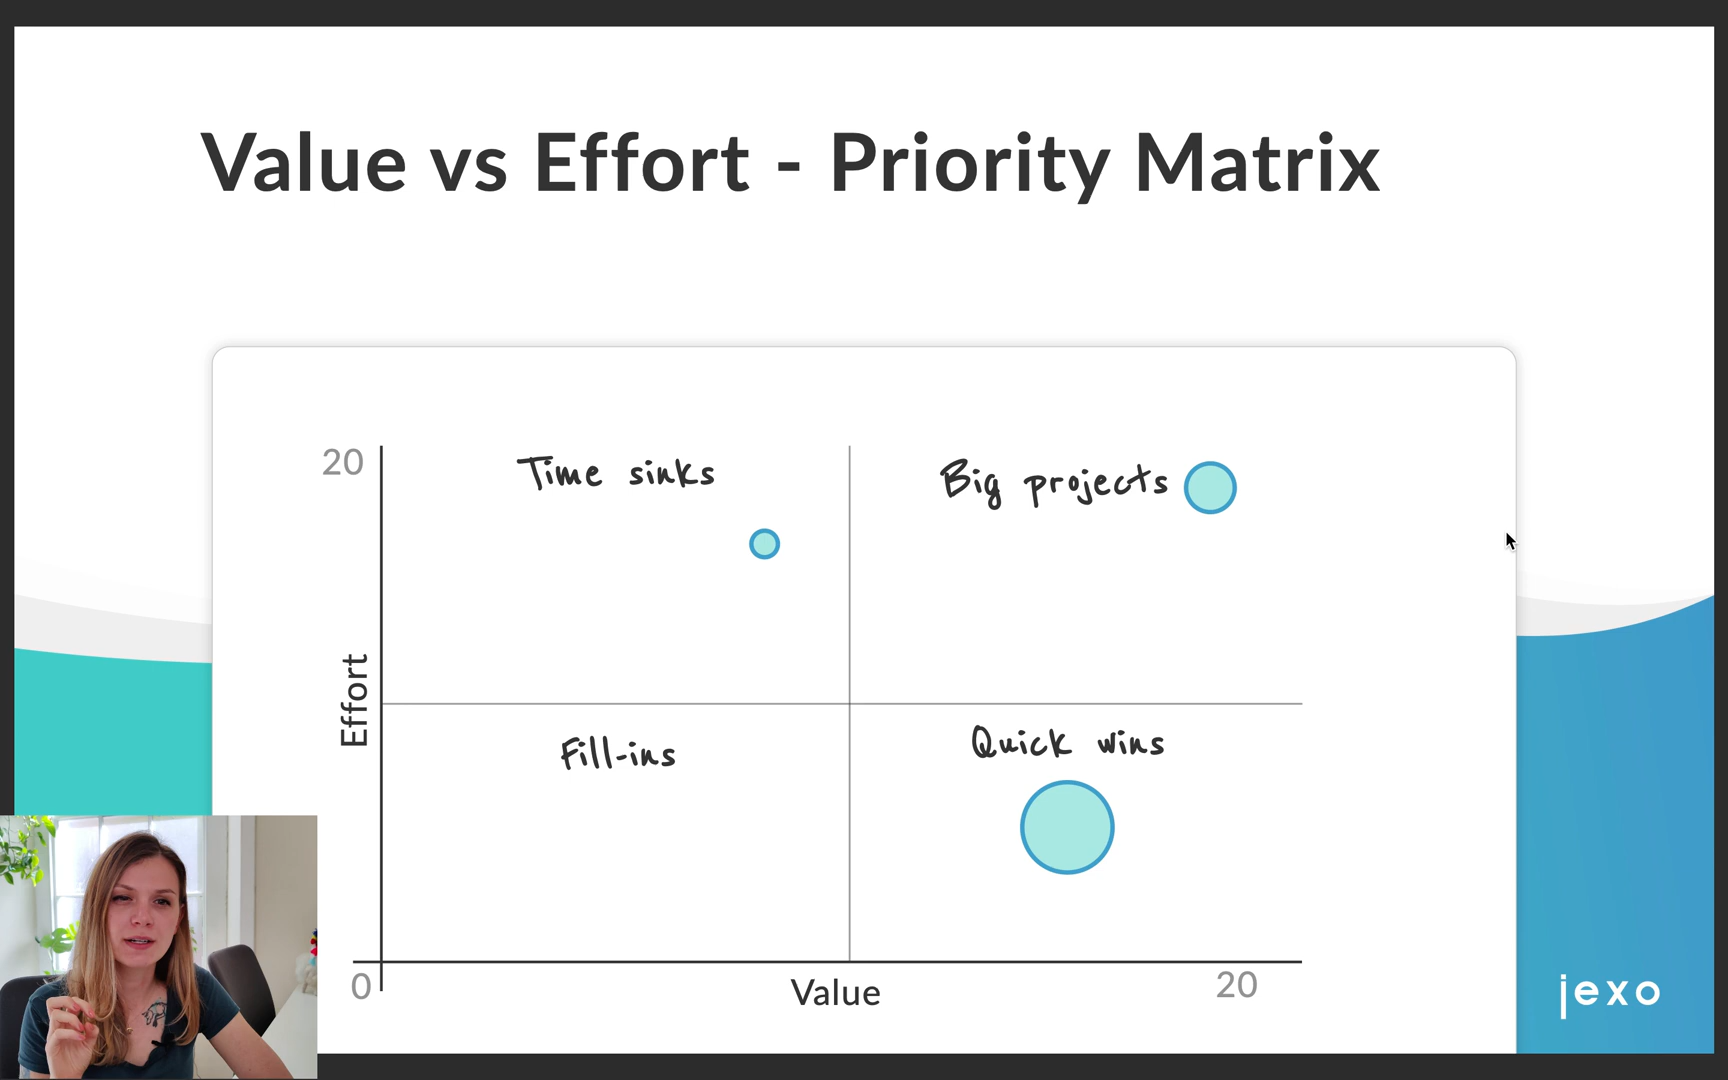 Value vs Effort - Priority Matrix
20
Time sinks
Big projects
Effort
Fill-ins
Quick wins
0
Value
20
jexo